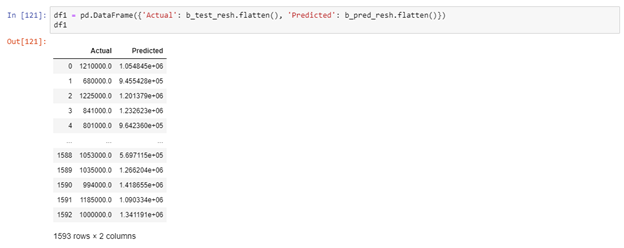 In [121]: df1 = pd.DataFrame({'Actual': b_test_resh.flatten(), 'Predicted': b_pred_resh.flatten()})
df1
Out[121]:
Actual Predicted
0 1210000.0 1.054845e+06
1 680000.0 9.455428e+05
2 1225000.0 1.201379e+06
3 841000.0 1.232623e+06
4 801000.0 9.642360e+05
... ... ...
1588 1053000.0 5.697115e+05
1589 1035000.0 1.266204e+06
1590 994000.0 1.418655e+06
1591 1185000.0 1.090334e+06
1592 1000000.0 1.341191e+06
1593 rows × 2 columns